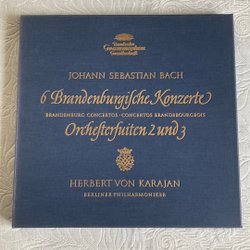 Deutsche
Grammophon
Gesellschaft
JOHANN SEBASTIAN BACH
6 Brandenburgische Konzerte
BRANDENBURG CONCERTOS · CONCERTOS BRANDEBOURGEOIS
Orchesterfuiten 2 und 3
HERBERT VON KARAJAN
BERLINER PHILHARMONIKER